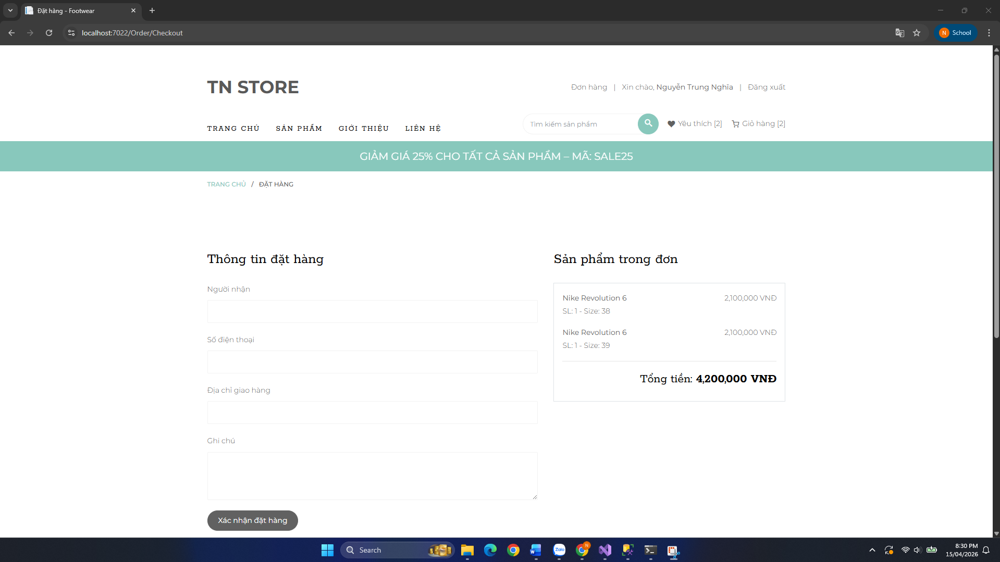 Đặt hàng - Footwear
localhost:7022/Order/Checkout
N School
TN STORE
Đơn hàng | Xin chào, Nguyễn Trung Nghĩa | Đăng xuất
TRANG CHỦ SẢN PHẨM GIỚI THIỆU LIÊN HỆ
Tìm kiếm sản phẩm
Yêu thích [2]
Giỏ hàng [2]
GIẢM GIÁ 25% CHO TẤT CẢ SẢN PHẨM – MÃ: SALE25
TRANG CHỦ / ĐẶT HÀNG
Thông tin đặt hàng
Người nhận
Số điện thoại
Địa chỉ giao hàng
Ghi chú
Xác nhận đặt hàng
Sản phẩm trong đơn
Nike Revolution 6 2,100,000 VNĐ
SL: 1 - Size: 38
Nike Revolution 6 2,100,000 VNĐ
SL: 1 - Size: 39
Tổng tiền: 4,200,000 VNĐ
Search
Zalo
N
8:30 PM
15/04/2026